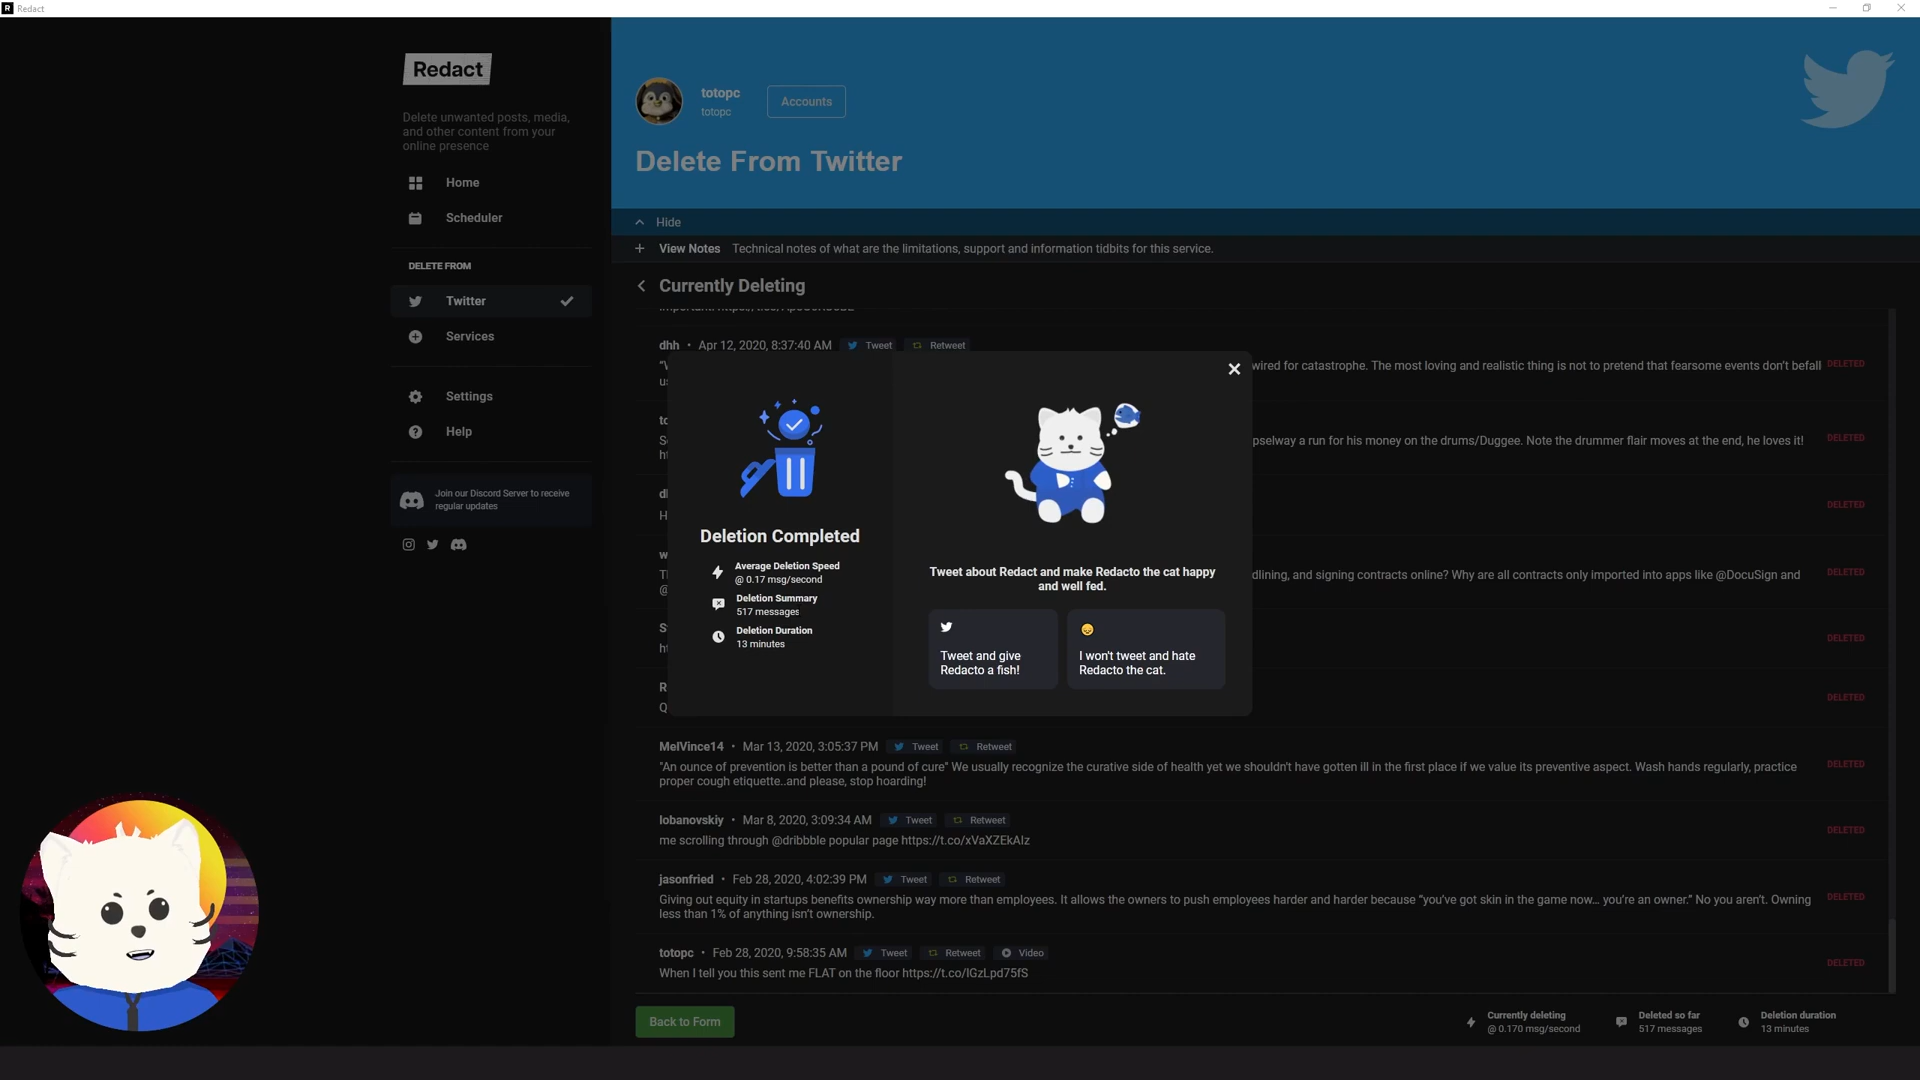 Redact
Redact
Delete unwanted posts, media,
and other content from your
online presence
Home
Scheduler
DELETE FROM
Twitter
Services
Settings
Help
Join our Discord Server to receive
regular updates
totopc
totopc
Accounts
Delete From Twitter
Hide
View Notes Technical notes of what are the limitations, support and information tidbits for this service.
Currently Deleting
dhh • Apr 12, 2020, 8:37:40 AM Tweet Retweet
wired for catastrophe. The most loving and realistic thing is not to pretend that fearsome events don't befall DELETED
us
pselway a run for his money on the drums/Duggee. Note the drummer flair moves at the end, he loves it! DELETED
DELETED
H
dlining, and signing contracts online? Why are all contracts only imported into apps like @DocuSign and DELETED
@
DELETED
R
DELETED
Q
Deletion Completed
Average Deletion Speed
@ 0.17 msg/second
Deletion Summary
517 messages
Deletion Duration
13 minutes
Tweet about Redact and make Redacto the cat happy
and well fed.
Tweet and give
Redacto a fish!
I won't tweet and hate
Redacto the cat.
MelVince14 • Mar 13, 2020, 3:05:37 PM Tweet Retweet
"An ounce of prevention is better than a pound of cure" We usually recognize the curative side of health yet we shouldn't have gotten ill in the first place if we value its preventive aspect. Wash hands regularly, practice DELETED
proper cough etiquette..and please, stop hoarding!
lobanovskiy • Mar 8, 2020, 3:09:34 AM Tweet Retweet
me scrolling through @dribbble popular page https://t.co/xVaXZEkAIz DELETED
jasonfried • Feb 28, 2020, 4:02:39 PM Tweet Retweet
Giving out equity in startups benefits ownership way more than employees. It allows the owners to push employees harder and harder because “you’ve got skin in the game now… you’re an owner.” No you aren’t. Owning DELETED
less than 1% of anything isn’t ownership.
totopc • Feb 28, 2020, 9:58:35 AM Tweet Retweet Video
When I tell you this sent me FLAT on the floor https://t.co/IGzLpd75fS DELETED
Back to Form
Currently deleting
@ 0.170 msg/second
Deleted so far
517 messages
Deletion duration
13 minutes